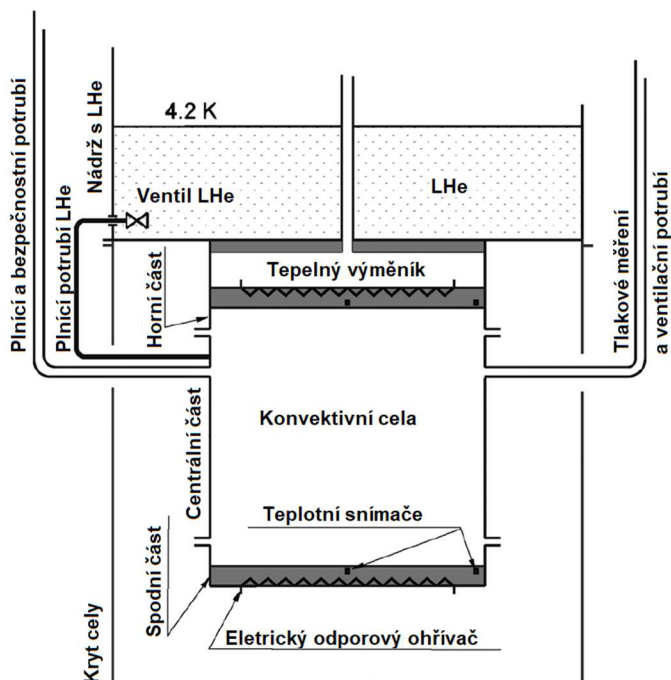 Plnící a bezpečnostní potrubí
Plnící potrubí LHe
Nádrž s LHe
4.2 K
Ventil LHe
LHe
Tepelný výměník
Horní část
Tlakové měření
a ventilační potrubí
Konvektivní cela
Centrální část
Teplotní snímače
Spodní část
Eletrický odporový ohřívač
Kryt cely